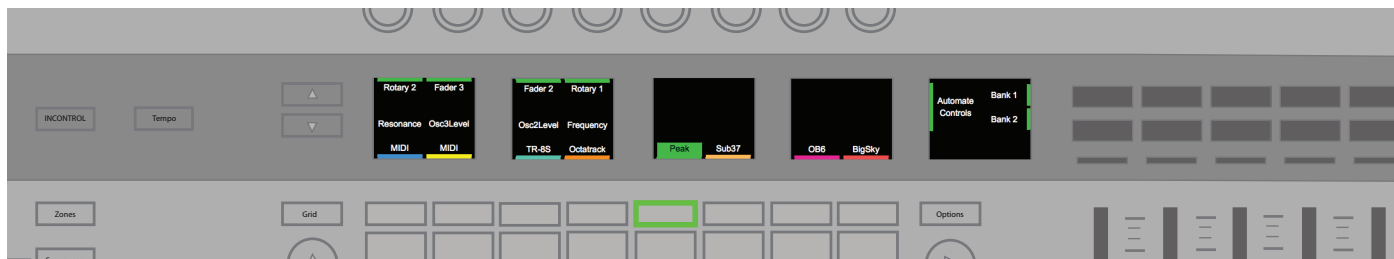 Rotary 2 Fader 3
Fader 2 Rotary 1
Automate Controls
Bank 1
Bank 2
INCONTROL
Tempo
Resonance Osc3Level
Osc2Level Frequency
MIDI MIDI
TR-8S Octatrack
Peak Sub37
OB6 BigSky
Zones
Grid
Options